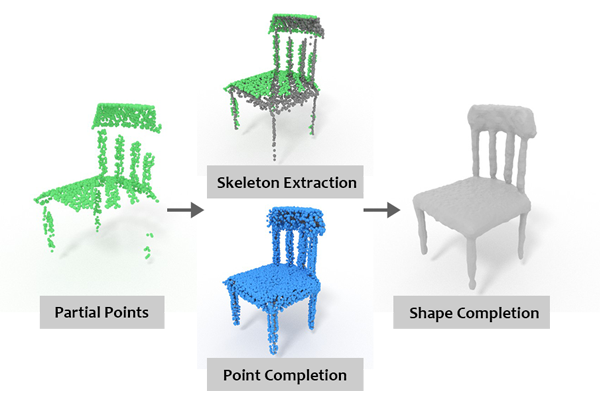 Skeleton Extraction
Partial Points
Shape Completion
Point Completion